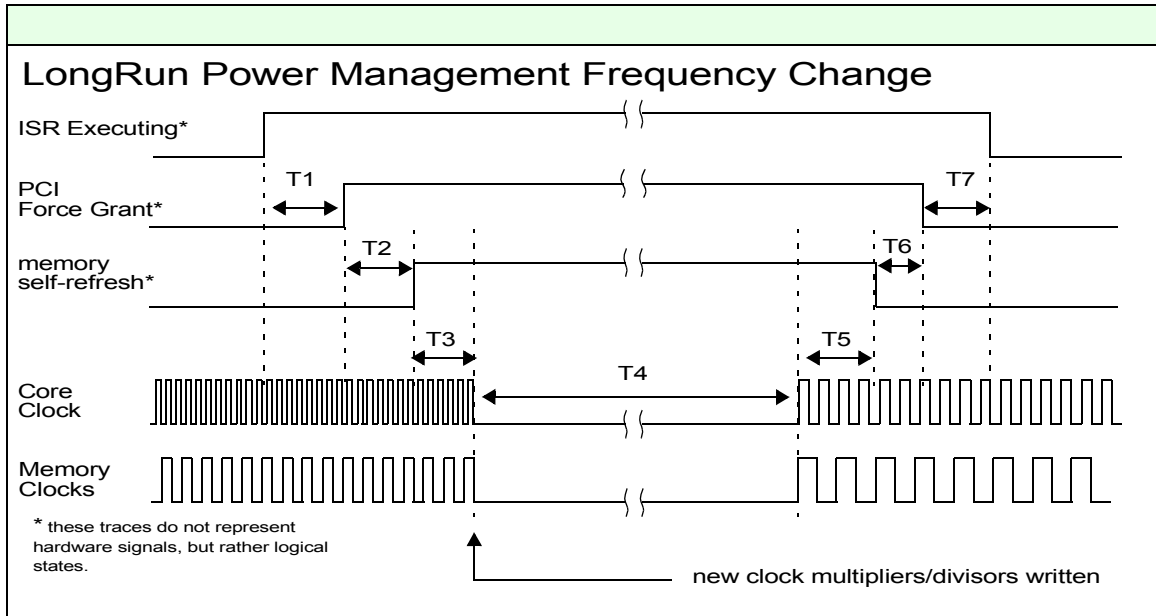 LongRun Power Management Frequency Change
ISR Executing*
PCI
Force Grant*
T1
T7
memory
self-refresh*
T2
T6
T3
T5
T4
Core
Clock
Memory
Clocks
* these traces do not represent
hardware signals, but rather logical
states.
new clock multipliers/divisors written